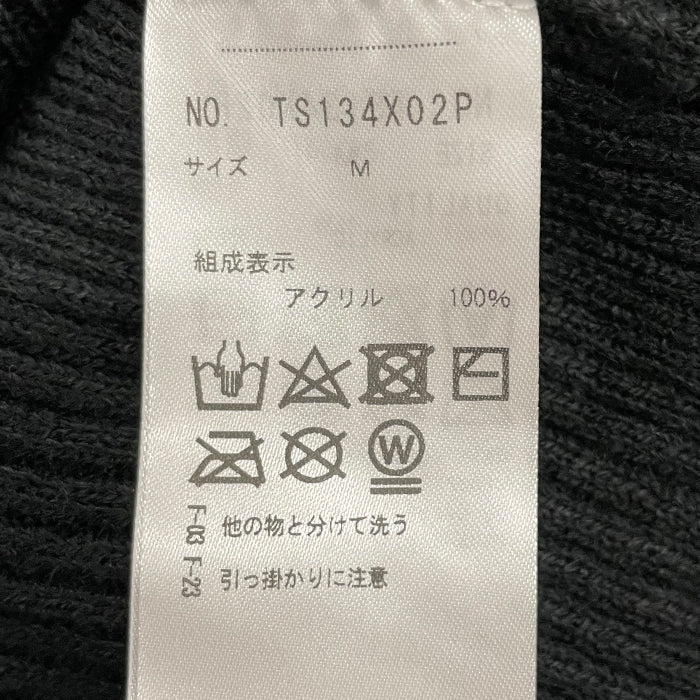 NO. TS134X02P
サイズ M
組成表示
アクリル 100%
W
F-03 他の物と分けて洗う
F-23 引っ掛かりに注意